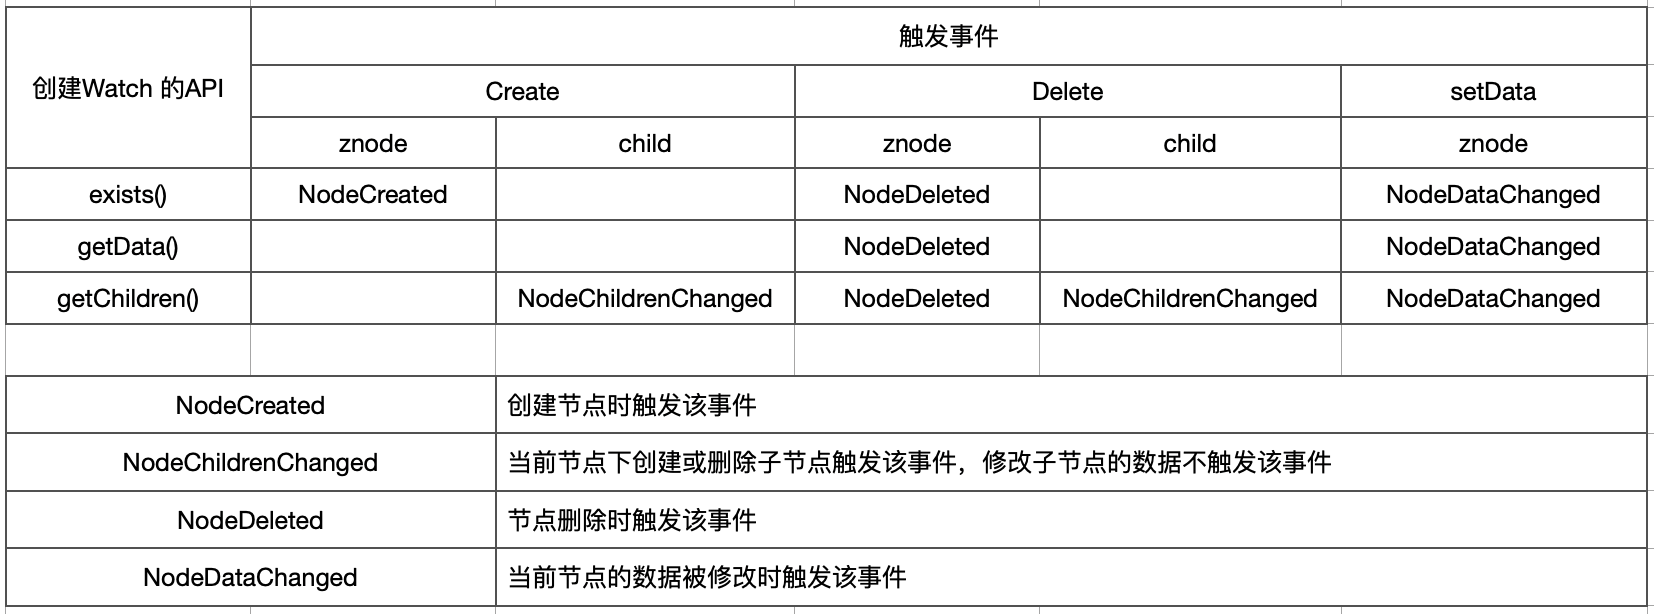 触发事件
创建Watch 的API
Create Delete setData
znode child znode child znode
exists() NodeCreated NodeDeleted NodeDataChanged
getData() NodeDeleted NodeDataChanged
getChildren() NodeChildrenChanged NodeDeleted NodeChildrenChanged NodeDataChanged
NodeCreated 创建节点时触发该事件
NodeChildrenChanged 当前节点下创建或删除子节点触发该事件，修改子节点的数据不触发该事件
NodeDeleted 节点删除时触发该事件
NodeDataChanged 当前节点的数据被修改时触发该事件